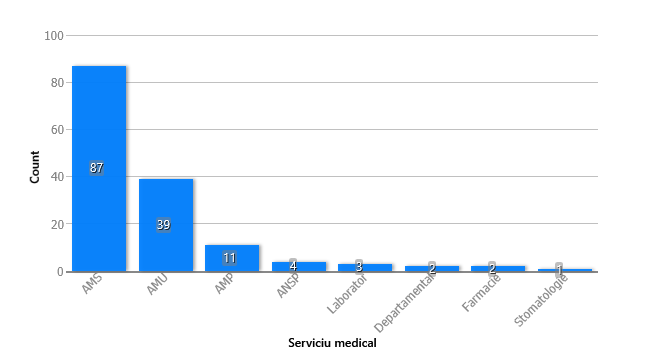 100
80
60
40
20
0
Count
87
39
11
4
3
2
2
1
AMS
AMU
AMP
ANSP
Laborator
Departamental
Farmacie
Stomatologie
Serviciu medical